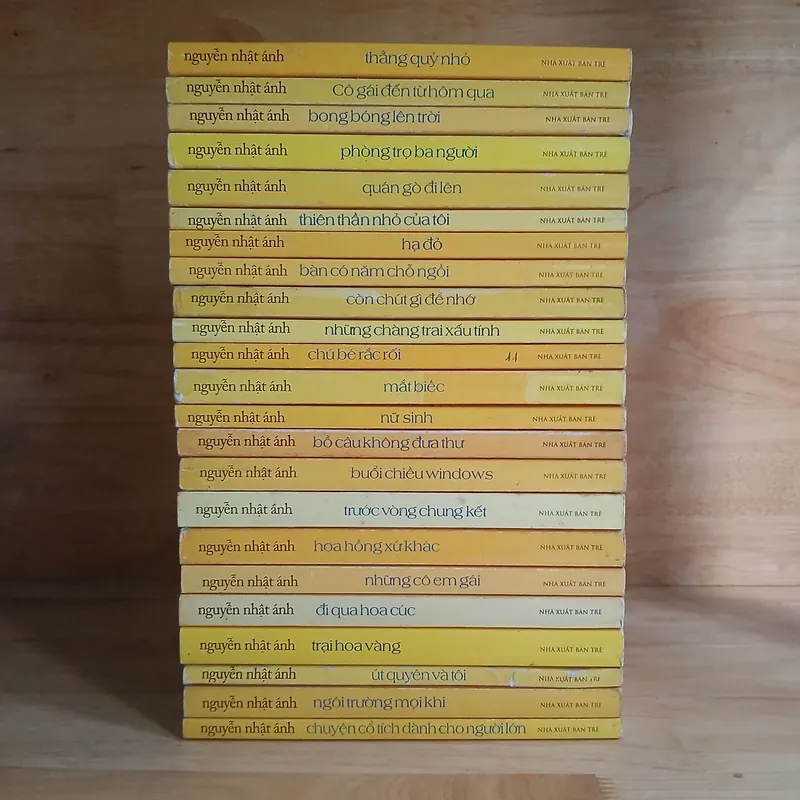 nguyễn nhật ánh thằng quỷ nhỏ NHÀ XUẤT BẢN TRẺ
nguyễn nhật ánh Cô gái đến từ hôm qua NHÀ XUẤT BẢN TRẺ
nguyễn nhật ánh bong bóng lên trời NHÀ XUẤT BẢN TRẺ
nguyễn nhật ánh phòng trọ ba người NHÀ XUẤT BẢN TRẺ
nguyễn nhật ánh quán gò đi lên NHÀ XUẤT BẢN TRẺ
nguyễn nhật ánh thiên thần nhỏ của tôi NHÀ XUẤT BẢN TRẺ
nguyễn nhật ánh hạ đỏ NHÀ XUẤT BẢN TRẺ
nguyễn nhật ánh bàn có năm chỗ ngồi NHÀ XUẤT BẢN TRẺ
nguyễn nhật ánh còn chút gì để nhớ NHÀ XUẤT BẢN TRẺ
nguyễn nhật ánh những chàng trai xấu tính NHÀ XUẤT BẢN TRẺ
nguyễn nhật ánh chú bé rắc rối 11 NHÀ XUẤT BẢN TRẺ
nguyễn nhật ánh mắt biếc NHÀ XUẤT BẢN TRẺ
nguyễn nhật ánh nữ sinh NHÀ XUẤT BẢN TRẺ
nguyễn nhật ánh bồ câu không đưa thư NHÀ XUẤT BẢN TRẺ
nguyễn nhật ánh buổi chiều windows NHÀ XUẤT BẢN TRẺ
nguyễn nhật ánh trước vòng chung kết NHÀ XUẤT BẢN TRẺ
nguyễn nhật ánh hoa hồng xứ khác NHÀ XUẤT BẢN TRẺ
nguyễn nhật ánh những cô em gái NHÀ XUẤT BẢN TRẺ
nguyễn nhật ánh đi qua hoa cúc NHÀ XUẤT BẢN TRẺ
nguyễn nhật ánh trại hoa vàng NHÀ XUẤT BẢN TRẺ
nguyễn nhật ánh út quyên và tôi NHÀ XUẤT BẢN TRẺ
nguyễn nhật ánh ngôi trường mọi khi NHÀ XUẤT BẢN TRẺ
nguyễn nhật ánh chuyện cổ tích dành cho người lớn NHÀ XUẤT BẢN TRẺ